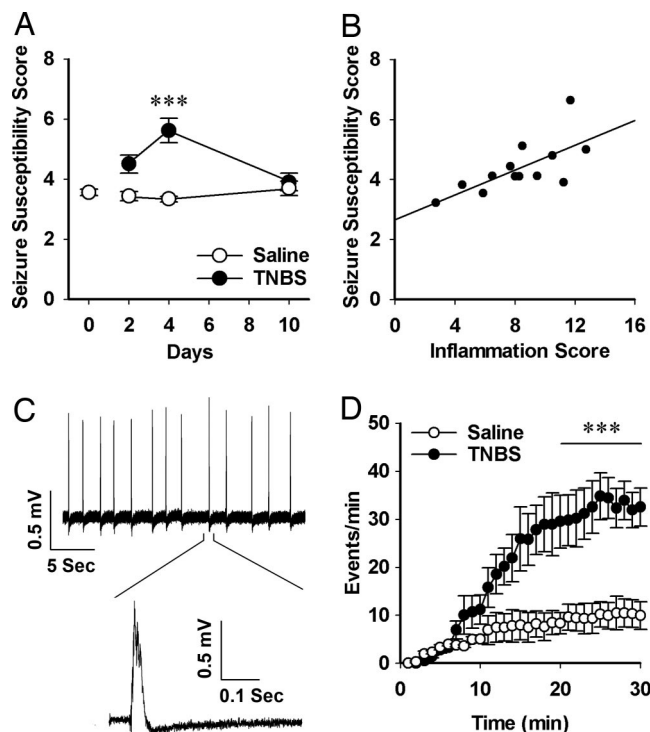 A
Seizure Susceptibility Score
8
6
4
2
0
***
Saline
TNBS
0 2 4 10
Days
B
Seizure Susceptibility Score
8
6
4
2
0
0 4 8 12 16
Inflammation Score
C
0.5 mV
5 Sec
0.5 mV
0.1 Sec
D
Events/min
50
40
30
20
10
0
Saline
TNBS
***
0 10 20 30
Time (min)